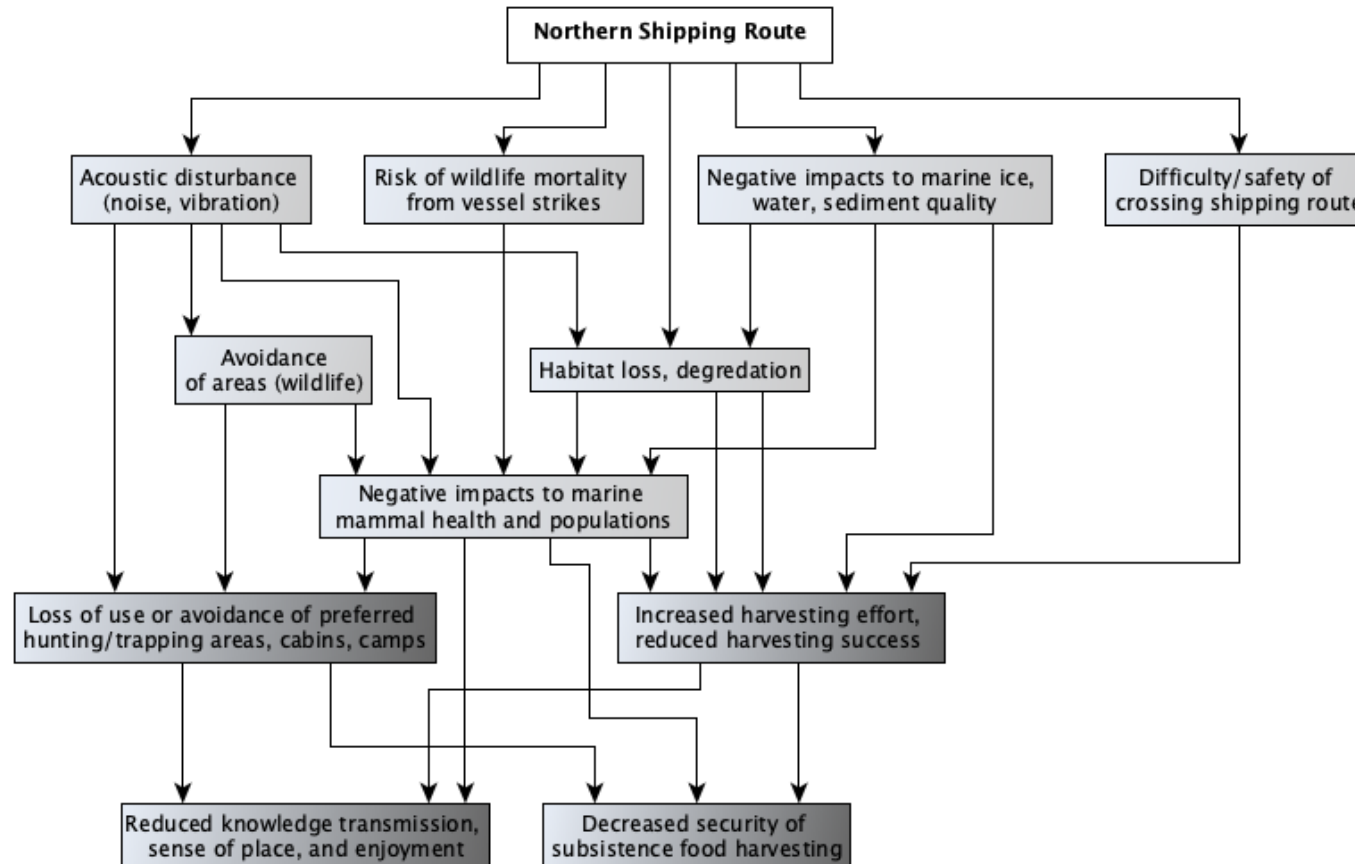 Northern Shipping Route
Acoustic disturbance
(noise, vibration)
Risk of wildlife mortality
from vessel strikes
Negative impacts to marine ice,
water, sediment quality
Difficulty/safety of
crossing shipping route
Avoidance
of areas (wildlife)
Habitat loss, degredation
Negative impacts to marine
mammal health and populations
Loss of use or avoidance of preferred
hunting/trapping areas, cabins, camps
Increased harvesting effort,
reduced harvesting success
Reduced knowledge transmission,
sense of place, and enjoyment
Decreased security of
subsistence food harvesting